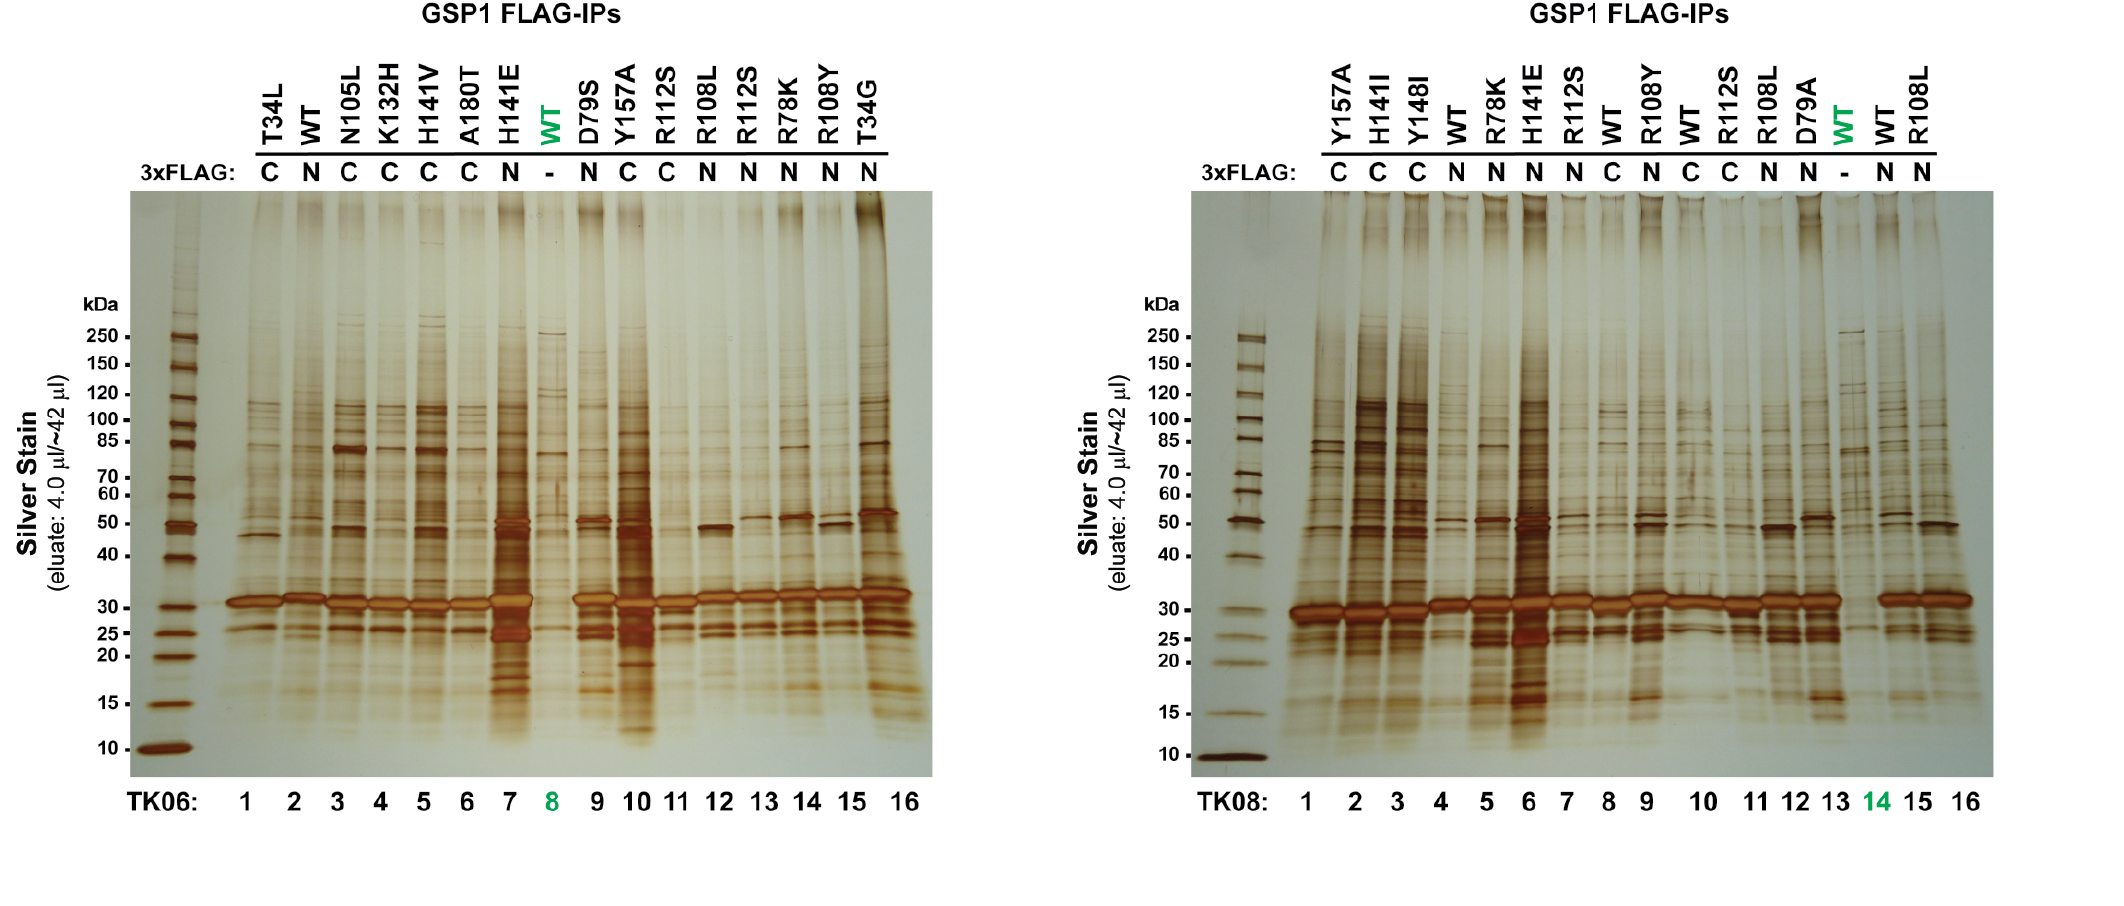 GSP1 FLAG-IPs
T34L WT N105L K132H H141V A180T H141E WT D79S Y157A R112S R108L R112S R78K R108Y T34G
3xFLAG: C N C C C C N - N C C N N N N N
kDa
250
150
120
100
85
70
60
50
40
30
25
20
15
10
Silver Stain
(eluate: 4.0 µl/~42 µl)
TK06: 1 2 3 4 5 6 7 8 9 10 11 12 13 14 15 16
GSP1 FLAG-IPs
Y157A H141I Y148I WT R78K H141E R112S WT R108Y WT R112S R108L D79A WT WT R108L
3xFLAG: C C C N N N N C N C C N N - N N
kDa
250
150
120
100
85
70
60
50
40
30
25
20
15
10
Silver Stain
(eluate: 4.0 µl/~42 µl)
TK08: 1 2 3 4 5 6 7 8 9 10 11 12 13 14 15 16